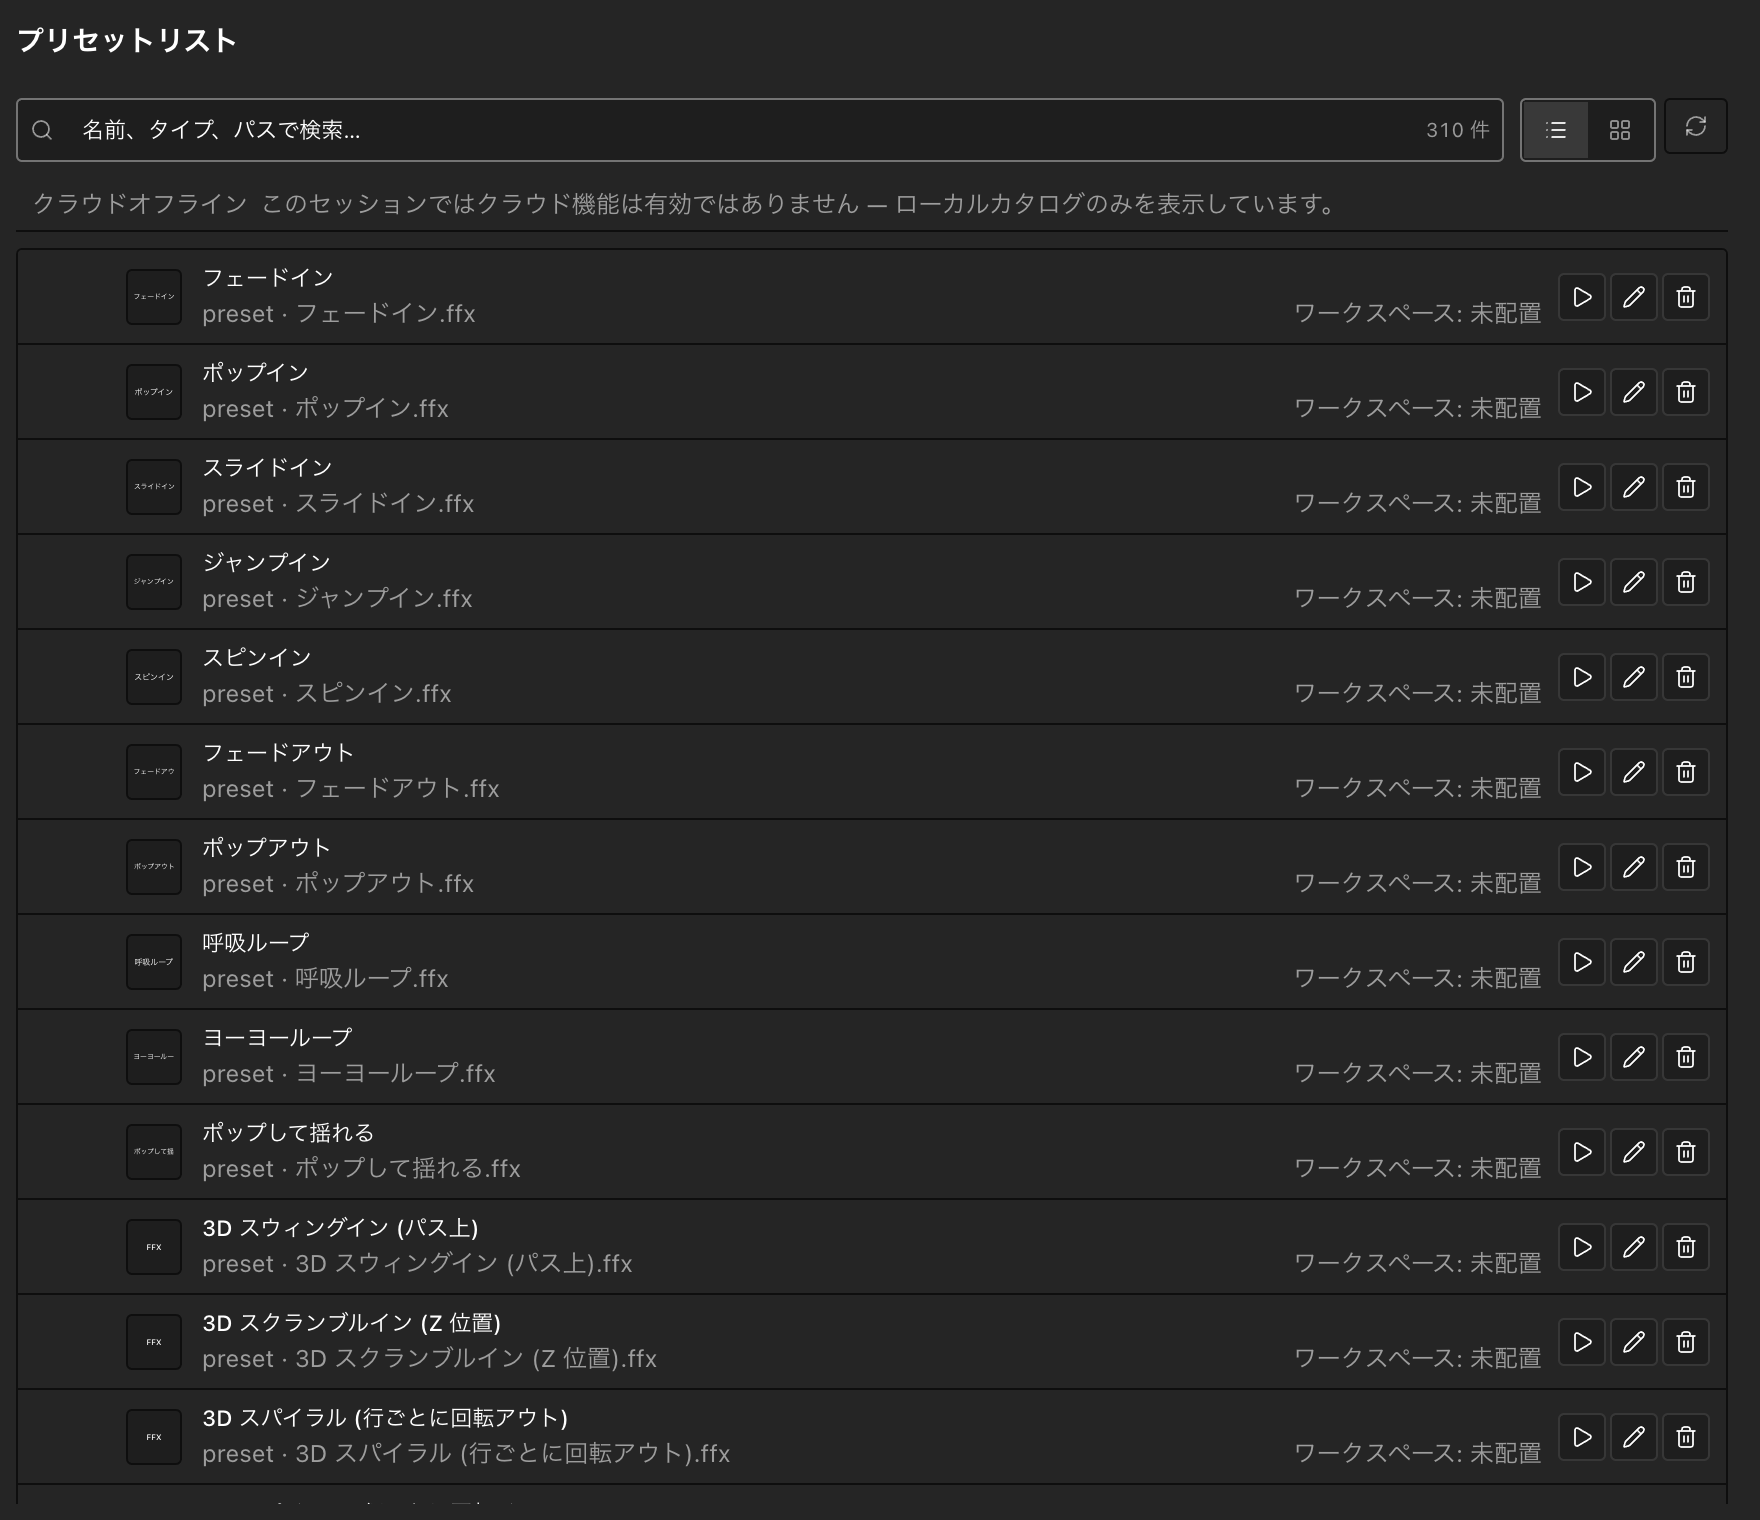 プリセットリスト
名前、タイプ、パスで検索... 310 件
クラウドオフライン このセッションではクラウド機能は有効ではありません — ローカルカタログのみを表示しています。
フェードイン
フェードイン
preset · フェードイン.ffx ワークスペース: 未配置
ポップイン
ポップイン
preset · ポップイン.ffx ワークスペース: 未配置
スライドイン
スライドイン
preset · スライドイン.ffx ワークスペース: 未配置
ジャンプイン
ジャンプイン
preset · ジャンプイン.ffx ワークスペース: 未配置
スピンイン
スピンイン
preset · スピンイン.ffx ワークスペース: 未配置
フェードアウ
フェードアウト
preset · フェードアウト.ffx ワークスペース: 未配置
ポップアウト
ポップアウト
preset · ポップアウト.ffx ワークスペース: 未配置
呼吸ループ
呼吸ループ
preset · 呼吸ループ.ffx ワークスペース: 未配置
ヨーヨールー
ヨーヨーループ
preset · ヨーヨーループ.ffx ワークスペース: 未配置
ポップして揺
ポップして揺れる
preset · ポップして揺れる.ffx ワークスペース: 未配置
FFX
3D スウィングイン (パス上)
preset · 3D スウィングイン (パス上).ffx ワークスペース: 未配置
FFX
3D スクランブルイン (Z 位置)
preset · 3D スクランブルイン (Z 位置).ffx ワークスペース: 未配置
FFX
3D スパイラル (行ごとに回転アウト)
preset · 3D スパイラル (行ごとに回転アウト).ffx ワークスペース: 未配置